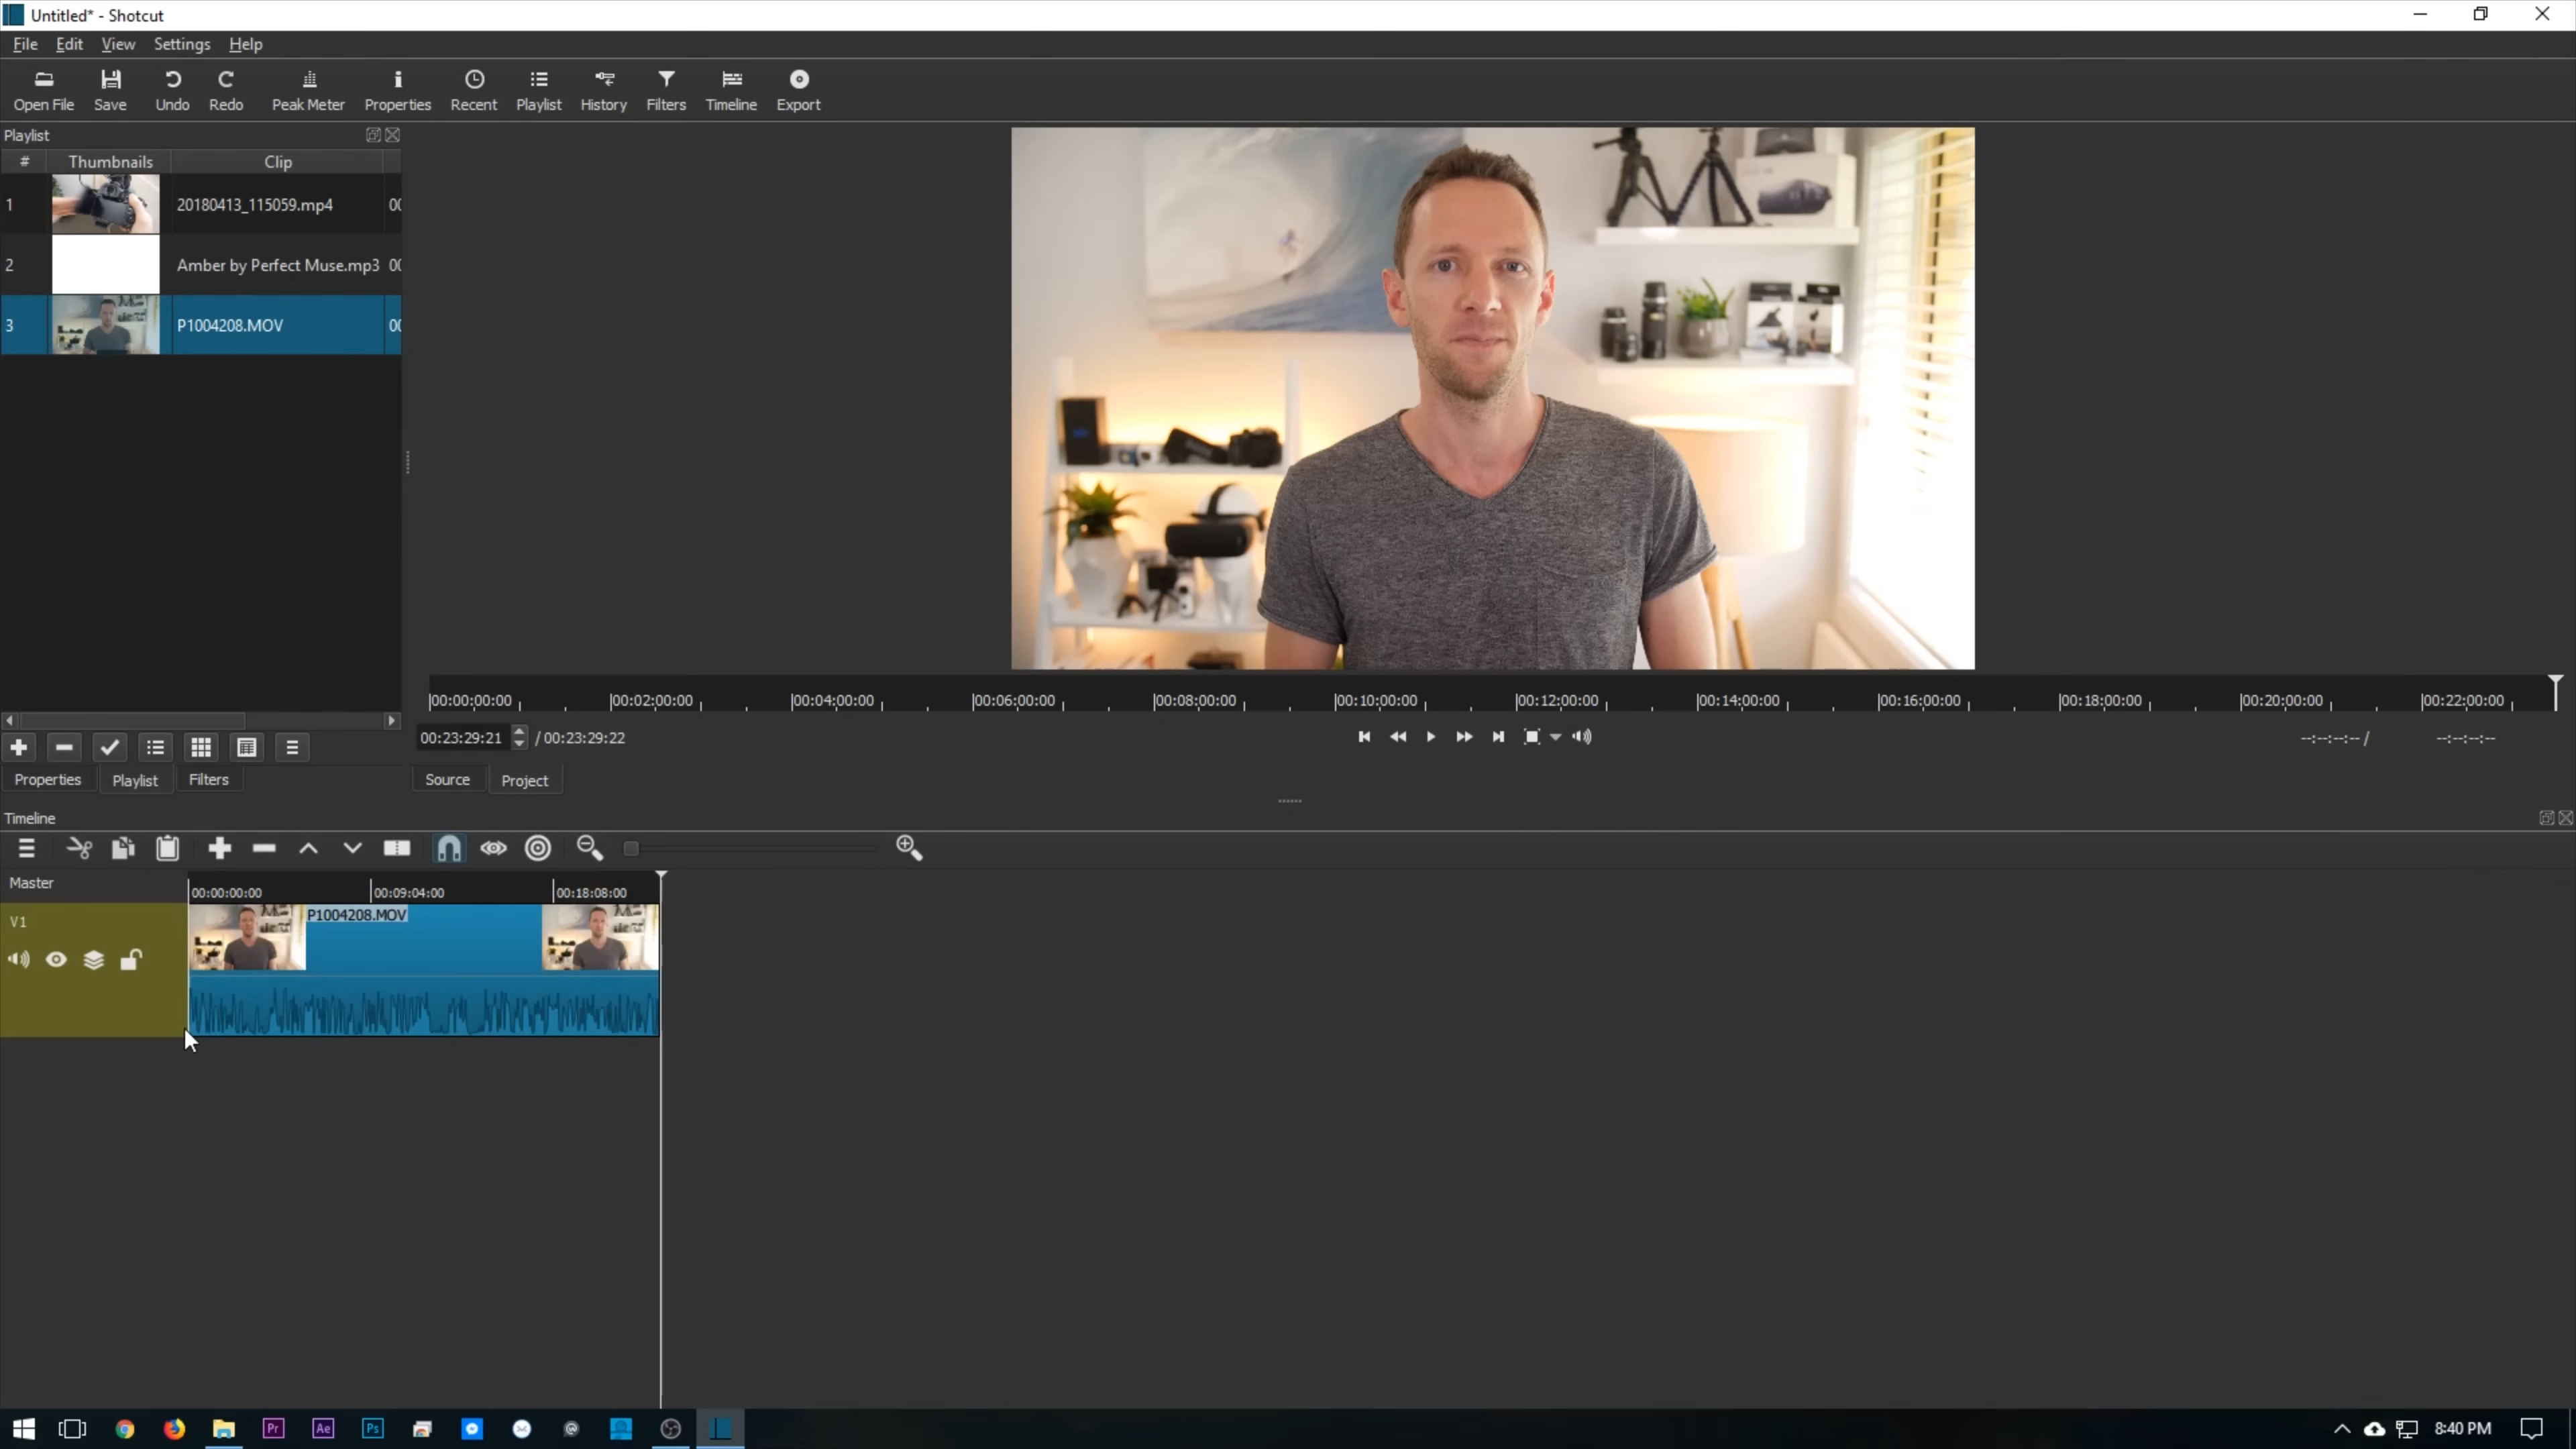 Untitled* - Shotcut
File Edit View Settings Help
Open File Save Undo Redo Peak Meter Properties Recent Playlist History Filters Timeline Export
Playlist
# Thumbnails Clip
1 20180413_115059.mp4 00
2 Amber by Perfect Muse.mp3 00
3 P1004208.MOV 00
00:00:00:00 00:02:00:00 00:04:00:00 00:06:00:00 00:08:00:00 00:10:00:00 00:12:00:00 00:14:00:00 00:16:00:00 00:18:00:00 00:20:00:00 00:22:00:00
00:23:29:21 / 00:23:29:22 --:--:--:-- / --:--:--:--
Properties Playlist Filters Source Project
Timeline
Master 00:00:00:00 00:09:04:00 00:18:08:00
V1 P1004208.MOV
Pr Ae Ps 8:40 PM